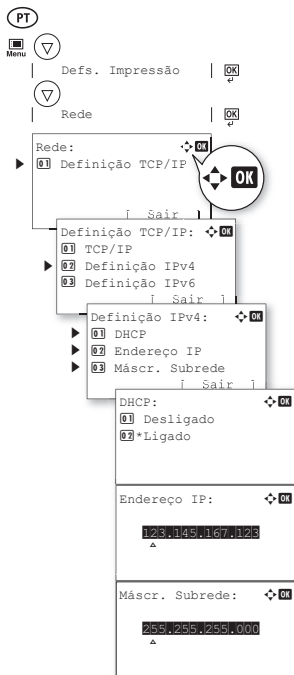 PT
Menu
Defs. Impressão OK
Rede OK
Rede: OK
01 Definição TCP/IP
OK
[ Sair ]
Definição TCP/IP: OK
01 TCP/IP
02 Definição IPv4
03 Definição IPv6
[ Sair ]
Definição IPv4: OK
01 DHCP
02 Endereço IP
03 Máscr. Subrede
[ Sair ]
DHCP: OK
01 Desligado
02 *Ligado
Endereço IP: OK
123.145.167.123
Máscr. Subrede: OK
255.255.255.000